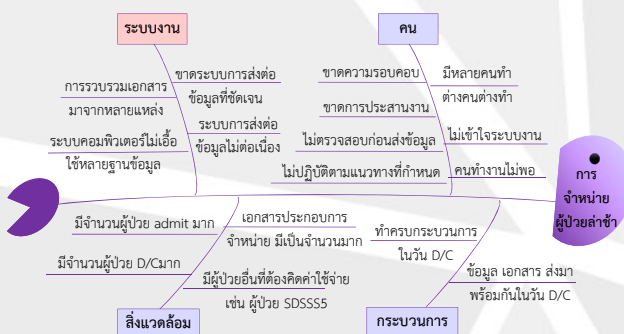 ระบบงาน
คน
ขาดระบบการส่งต่อ
ข้อมูลที่ชัดเจน
การรวบรวมเอกสาร
มาจากหลายแหล่ง
ระบบการส่งต่อ
ข้อมูลไม่ต่อเนื่อง
ระบบคอมพิวเตอร์ไม่เอื้อ
ใช้หลายฐานข้อมูล
ขาดความรอบคอบ
มีหลายคนทำ
ต่างคนต่างทำ
ขาดการประสานงาน
ไม่ตรวจสอบก่อนส่งข้อมูล
ไม่เข้าใจระบบงาน
ไม่ปฏิบัติตามแนวทางที่กำหนด
คนทำงานไม่พอ
การ
จำหน่าย
ผู้ป่วยล่าช้า
มีจำนวนผู้ป่วย admit มาก
เอกสารประกอบการ
จำหน่าย มีเป็นจำนวนมาก
มีจำนวนผู้ป่วย D/Cมาก
มีผู้ป่วยอื่นที่ต้องคิดค่าใช้จ่าย
เช่น ผู้ป่วย SDSSS5
ทำครบกระบวนการ
ในวัน D/C
ข้อมูล เอกสาร ส่งมา
พร้อมกันในวัน D/C
สิ่งแวดล้อม
กระบวนการ